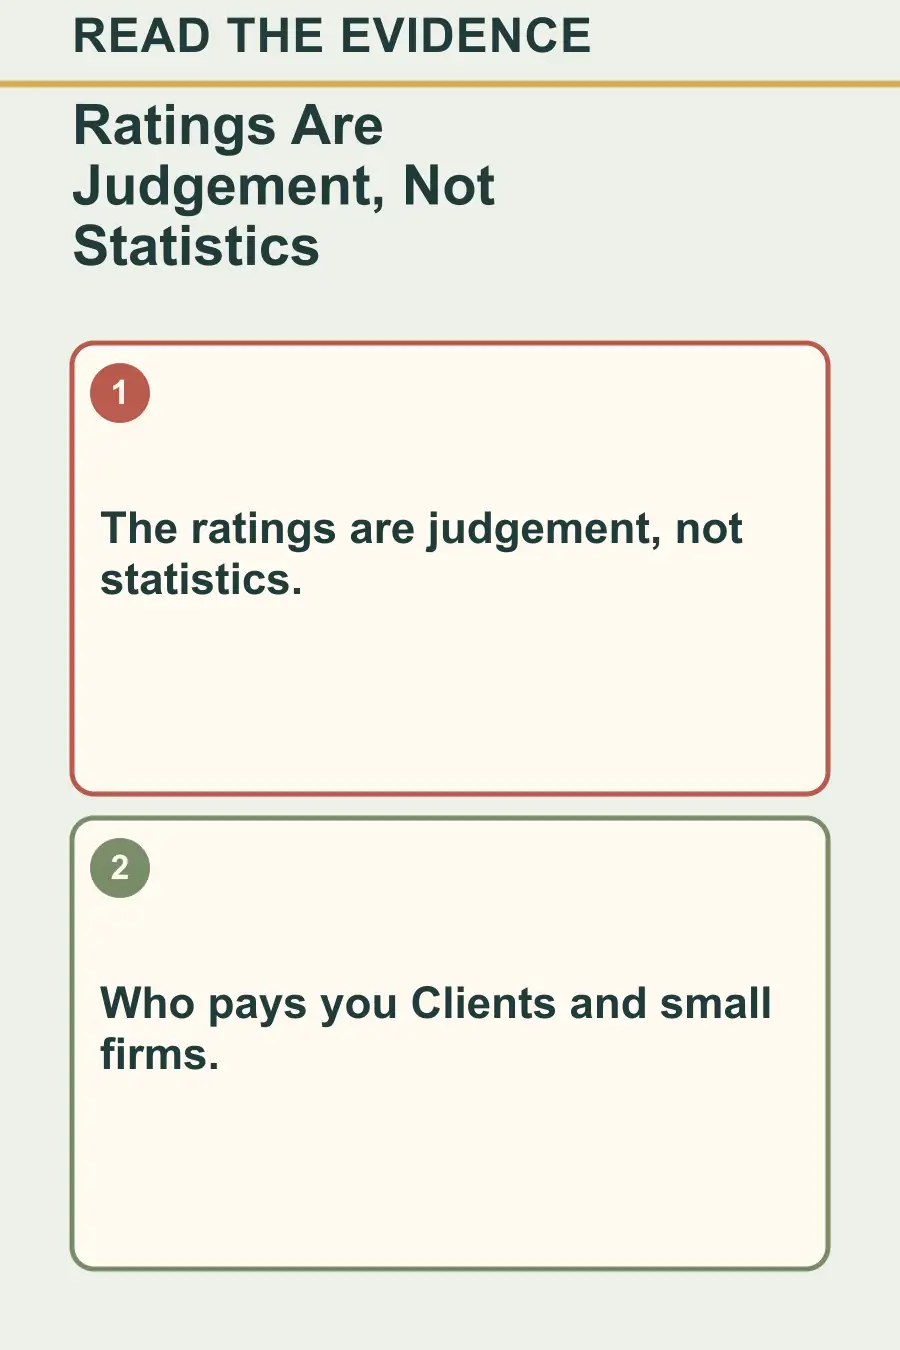 READ THE EVIDENCE
Ratings Are
Judgement, Not
Statistics
1
The ratings are judgement, not
statistics.
2
Who pays you Clients and small
firms.